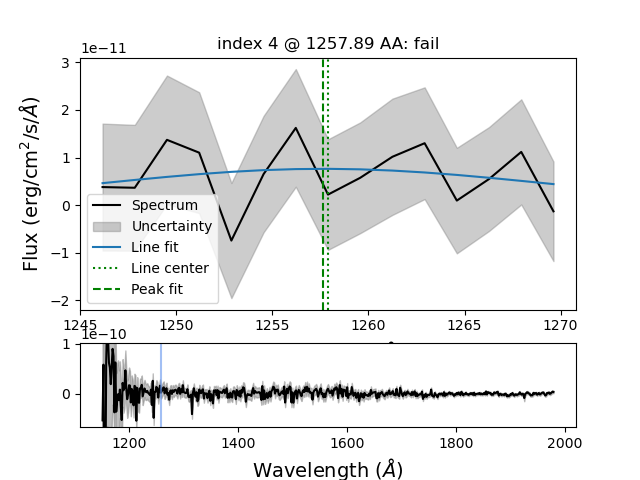 index 4 @ 1257.89 AA: fail
1e−11
3
2
1
0
−1
−2
Flux (erg/cm²/s/Å)
Spectrum
Uncertainty
Line fit
Line center
Peak fit
1245 1250 1255 1260 1265 1270
1e−10
1
0
1200 1400 1600 1800 2000
Wavelength (Å)